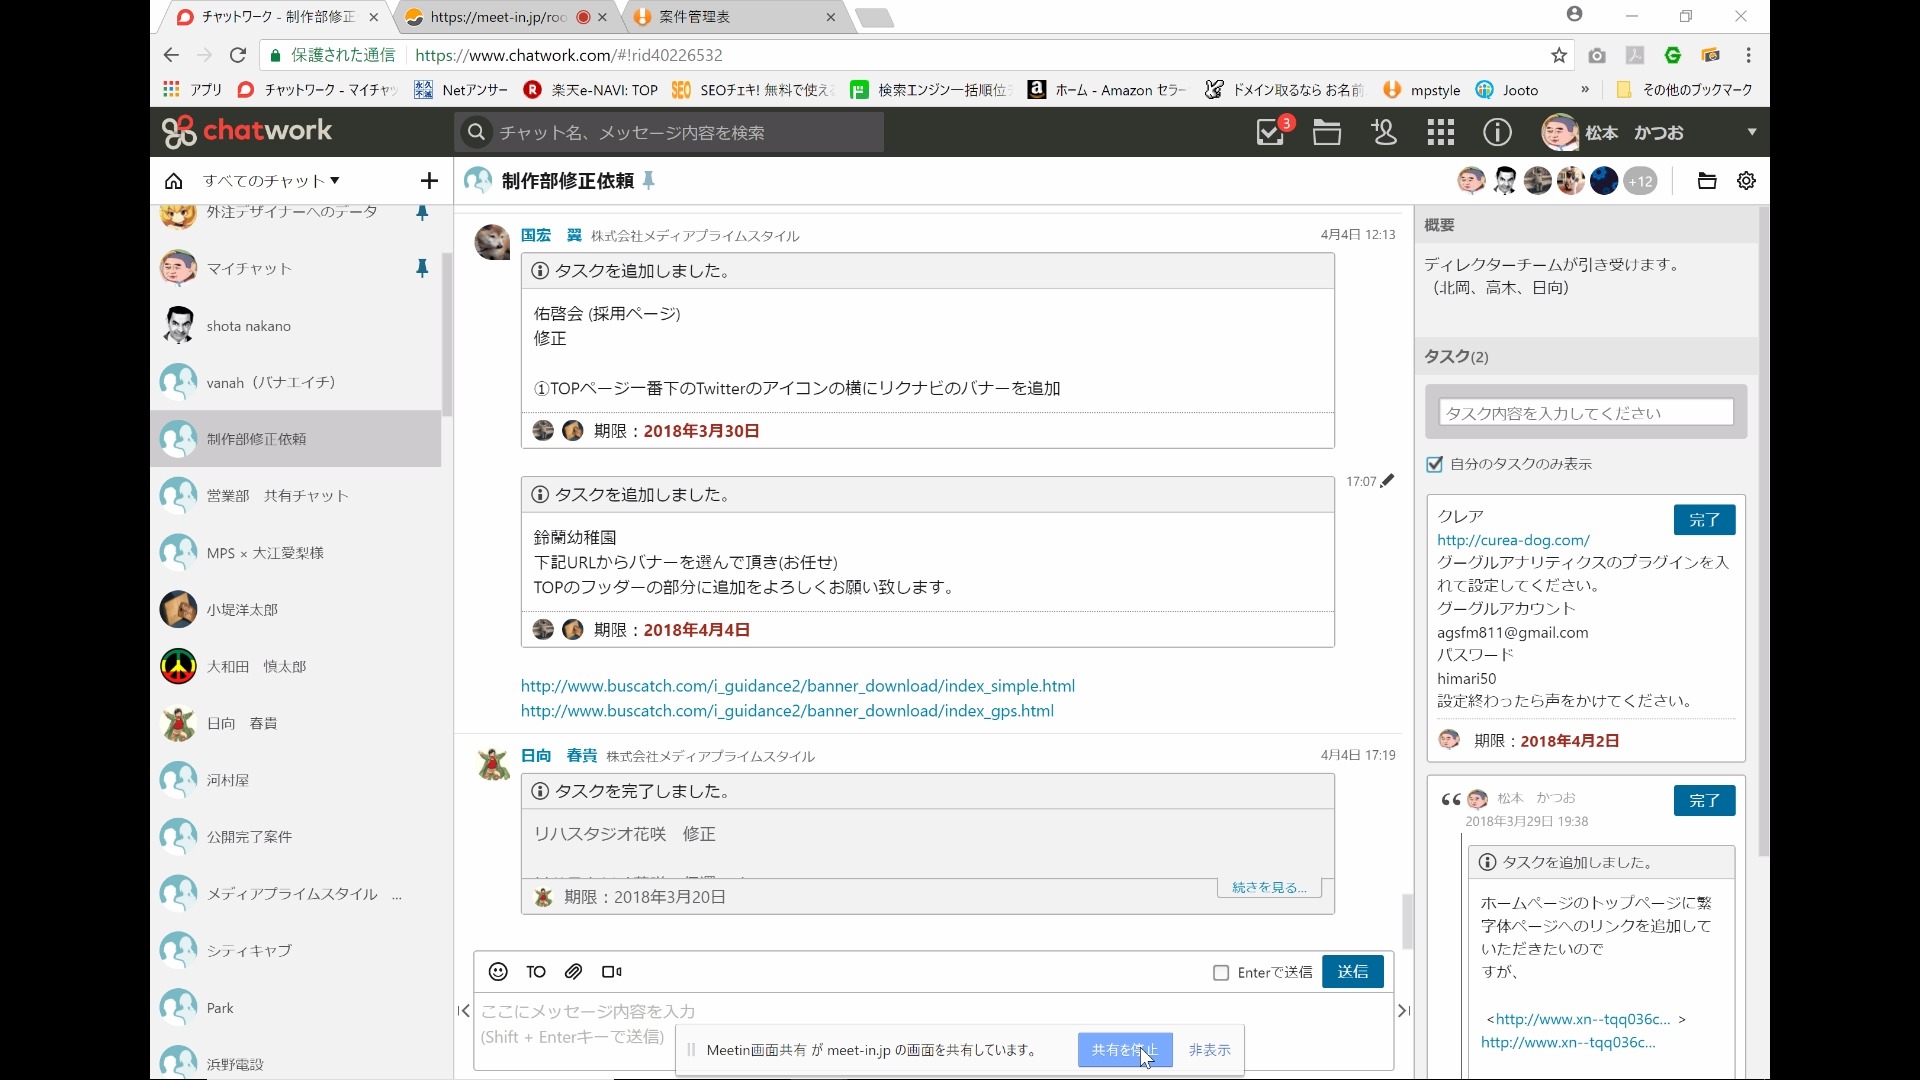 チャットワーク - 制作部修正
https://meet-in.jp/roo
案件管理表
保護された通信
https://www.chatwork.com/#!rid40226532
アプリ
チャットワーク - マイチャッ
Netアンサー
楽天e-NAVI: TOP
SEOチェキ! 無料で使え
検索エンジン一括順位チ
ホーム - Amazon セラー
ドメイン取るなら お名前.
mpstyle
Jooto
»
その他のブックマーク
chatwork
チャット名、メッセージ内容を検索
3
松本 かつお
すべてのチャット
制作部修正依頼
+12
外注デザイナーへのデータ
マイチャット
shota nakano
vanah（バナエイチ）
制作部修正依頼
営業部 共有チャット
MPS × 大江愛梨様
小堤洋太郎
大和田 慎太郎
日向 春貴
河村屋
公開完了案件
メディアプライムスタイル ...
シティキャブ
Park
浜野電設
国宏 翼 株式会社メディアプライムスタイル
4月4日 12:13
タスクを追加しました。
佑啓会 (採用ページ)
修正
①TOPページ一番下のTwitterのアイコンの横にリクナビのバナーを追加
期限：2018年3月30日
17:07
タスクを追加しました。
鈴蘭幼稚園
下記URLからバナーを選んで頂き(お任せ)
TOPのフッダーの部分に追加をよろしくお願い致します。
期限：2018年4月4日
http://www.buscatch.com/i_guidance2/banner_download/index_simple.html
http://www.buscatch.com/i_guidance2/banner_download/index_gps.html
日向 春貴 株式会社メディアプライムスタイル
4月4日 17:19
タスクを完了しました。
リハスタジオ花咲 修正
続きを見る...
期限：2018年3月20日
TO
Enterで送信
送信
ここにメッセージ内容を入力
(Shift + Enterキーで送信)
Meetin画面共有 が meet-in.jp の画面を共有しています。
共有を停止
非表示
概要
ディレクターチームが引き受けます。
（北岡、高木、日向）
タスク(2)
タスク内容を入力してください
自分のタスクのみ表示
クレア
完了
http://curea-dog.com/
グーグルアナリティクスのプラグインを入
れて設定してください。
グーグルアカウント
agsfm811@gmail.com
パスワード
himari50
設定終わったら声をかけてください。
期限：2018年4月2日
松本 かつお
完了
2018年3月29日 19:38
タスクを追加しました。
ホームページのトップページに繁
字体ページへのリンクを追加して
いただきたいので
すが、
<http://www.xn--tqq036c... >
http://www.xn--tqq036c...